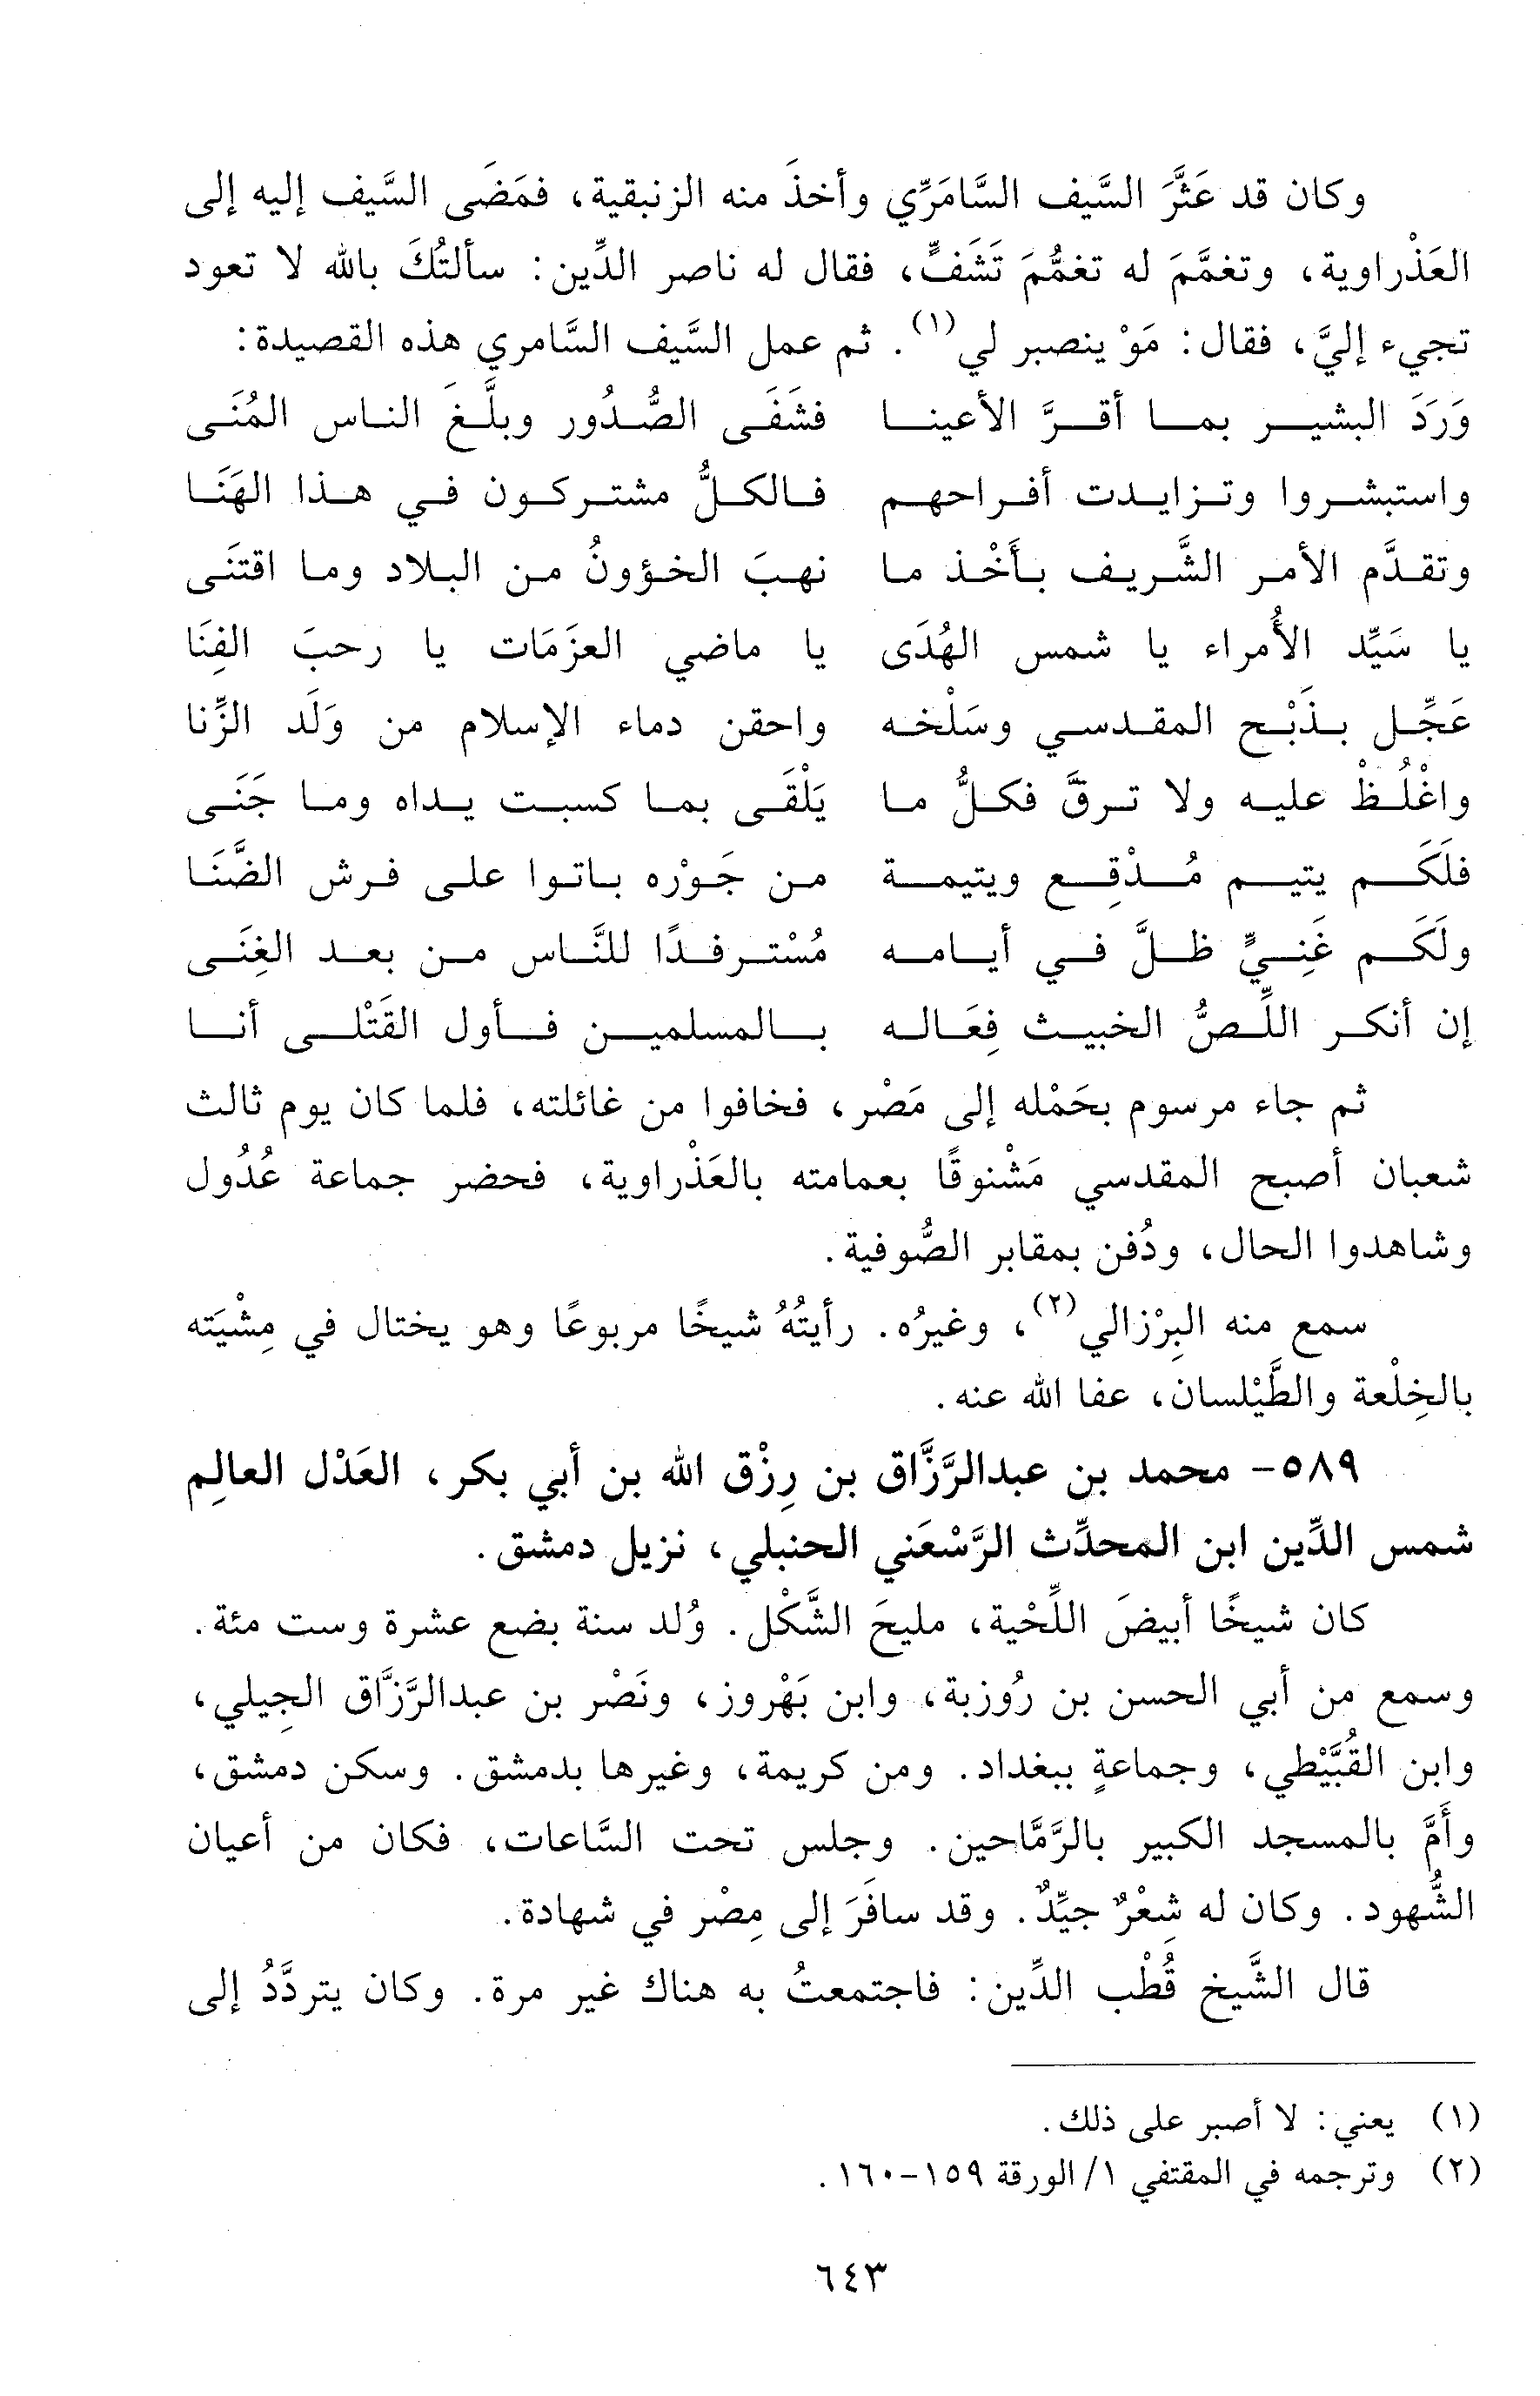 وكان قد عَثَّرَ السَّيف السَّامَرِّي وأخذَ منه الزنبقية، فمَضَى السَّيف إليه إلى
العَذْراوية، وتغمَّمَ له تغمُّمَ تَشَفٍّ، فقال له ناصر الدِّين: سألتُكَ بالله لا تعود
تجيء إليَّ، فقال: مَوْ ينصبر لي(١). ثم عمل السَّيف السَّامري هذه القصيدة:
وَرَدَ البشير بما أقرَّ الأعينا فشَفَى الصُّدُور وبلَّغَ الناس المُنَى
واستبشروا وتزايدت أفراحهم فالكلُّ مشتركون في هذا الهَنَا
وتقدَّم الأمر الشَّريف بأَخْذ ما نهبَ الخؤونُ من البلاد وما اقتنَى
يا سَيِّد الأُمراء يا شمس الهُدَى يا ماضي العزَمَات يا رحبَ الفِنَا
عَجِّل بذَبْح المقدسي وسَلْخه واحقن دماء الإسلام من وَلَد الزِّنا
واغْلُظْ عليه ولا ترقَّ فكلُّ ما يَلْقَى بما كسبت يداه وما جَنَى
فلَكَم يتيم مُدْقِع ويتيمة من جَوْره باتوا على فرش الضَّنَا
ولَكَم غَنِيٍّ ظلَّ في أيامه مُسْترفدًا للنَّاس من بعد الغِنَى
إن أنكر اللِّصُّ الخبيث فِعَاله بالمسلمين فأول القَتْلى أنا
ثم جاء مرسوم بحَمْله إلى مَصْر، فخافوا من غائلته، فلما كان يوم ثالث
شعبان أصبح المقدسي مَشْنوقًا بعمامته بالعَذْراوية، فحضر جماعة عُدُول
وشاهدوا الحال، ودُفن بمقابر الصُّوفية.
سمع منه البِرْزالي(٢)، وغيرُه. رأيتُهُ شيخًا مربوعًا وهو يختال في مِشْيَته
بالخِلْعة والطَّيْلسان، عفا الله عنه.
٥٨٩- محمد بن عبدالرَّزَّاق بن رِزْق الله بن أبي بكر، العَدْل العالِم
شمس الدِّين ابن المحدِّث الرَّسْعَني الحنبلي، نزيل دمشق.
كان شيخًا أبيضَ اللِّحْية، مليحَ الشَّكْل. وُلد سنة بضع عشرة وست مئة.
وسمع من أبي الحسن بن رُوزبة، وابن بَهْروز، ونَصْر بن عبدالرَّزَّاق الجِيلي،
وابن القُبَّيْطي، وجماعةٍ ببغداد. ومن كريمة، وغيرها بدمشق. وسكن دمشق،
وأَمَّ بالمسجد الكبير بالرَّمَّاحين. وجلس تحت السَّاعات، فكان من أعيان
الشُّهود. وكان له شِعْرٌ جيِّدٌ. وقد سافَرَ إلى مِصْر في شهادة.
قال الشَّيخ قُطْب الدِّين: فاجتمعتُ به هناك غير مرة. وكان يتردَّدُ إلى
(١) يعني: لا أصبر على ذلك.
(٢) وترجمه في المقتفي ١/ الورقة ١٥٩-١٦٠.
٦٤٣